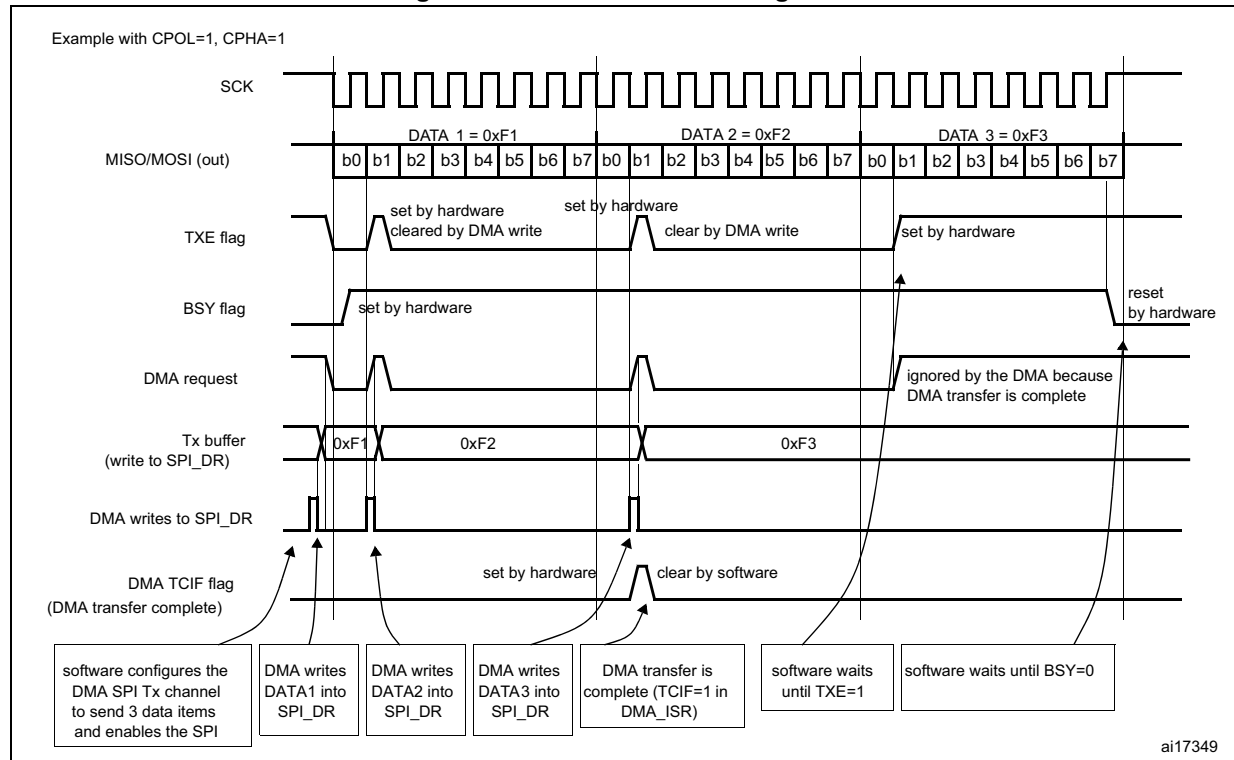 Example with CPOL=1, CPHA=1
SCK
DATA 1 = 0xF1
DATA 2 = 0xF2
DATA 3 = 0xF3
MISO/MOSI (out)
b0 b1 b2 b3 b4 b5 b6 b7 b0 b1 b2 b3 b4 b5 b6 b7 b0 b1 b2 b3 b4 b5 b6 b7
TXE flag
set by hardware
cleared by DMA write
set by hardware
clear by DMA write
set by hardware
BSY flag
set by hardware
reset
by hardware
DMA request
ignored by the DMA because
DMA transfer is complete
Tx buffer
(write to SPI_DR)
0xF1
0xF2
0xF3
DMA writes to SPI_DR
DMA TCIF flag
(DMA transfer complete)
set by hardware
clear by software
software configures the
DMA SPI Tx channel
to send 3 data items
and enables the SPI
DMA writes
DATA1 into
SPI_DR
DMA writes
DATA2 into
SPI_DR
DMA writes
DATA3 into
SPI_DR
DMA transfer is
complete (TCIF=1 in
DMA_ISR)
software waits
until TXE=1
software waits until BSY=0
ai17349